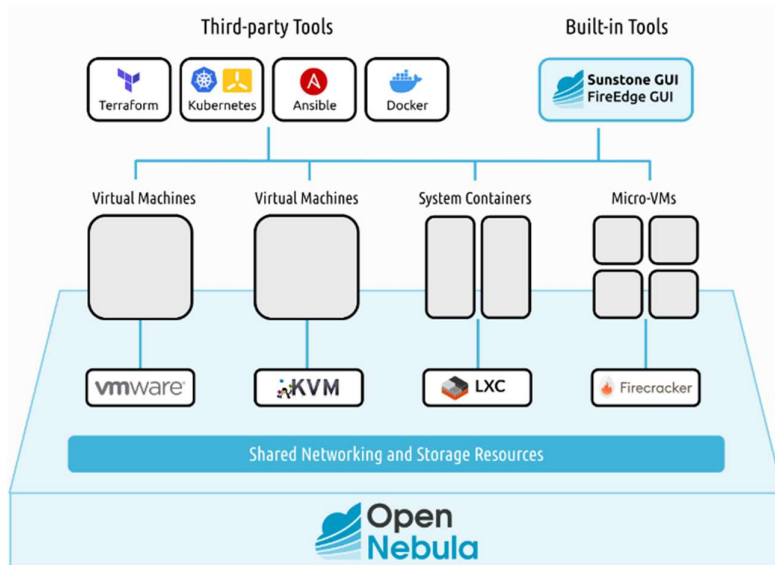 Third-party Tools
Built-in Tools
Terraform
Kubernetes
Ansible
Docker
Sunstone GUI
FireEdge GUI
Virtual Machines
Virtual Machines
System Containers
Micro-VMs
vmware®
KVM
LXC
Firecracker
Shared Networking and Storage Resources
Open
Nebula